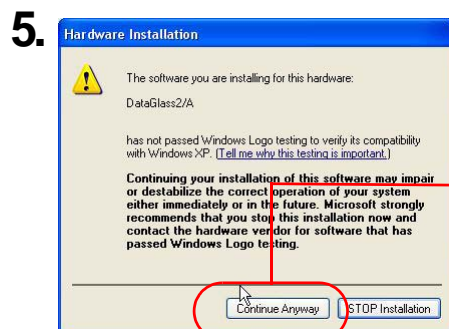 5.
Hardware Installation
The software you are installing for this hardware:
DataGlass2/A
has not passed Windows Logo testing to verify its compatibility
with Windows XP. (Tell me why this testing is important.)
Continuing your installation of this software may impair
or destabilize the correct operation of your system
either immediately or in the future. Microsoft strongly
recommends that you stop this installation now and
contact the hardware vendor for software that has
passed Windows Logo testing.
Continue Anyway
STOP Installation